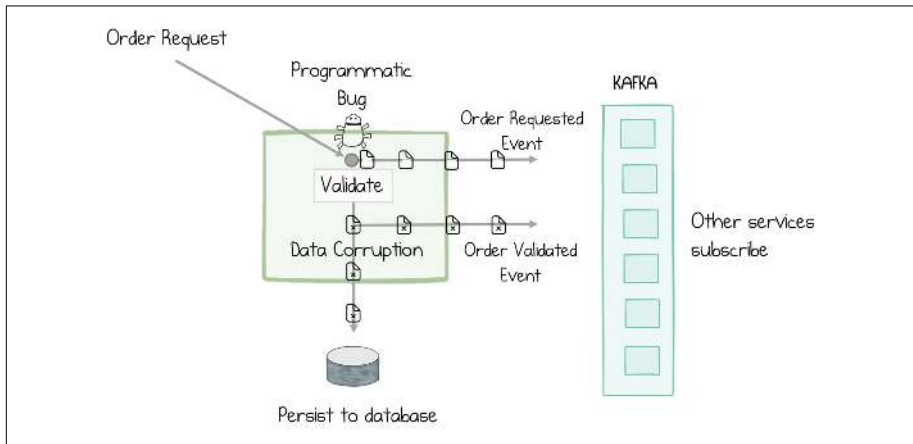 Order Request
Programmatic
Bug
KAFKA
Order Requested
Event
Validate
Data Corruption
Order Validated
Event
Other services
subscribe
Persist to database